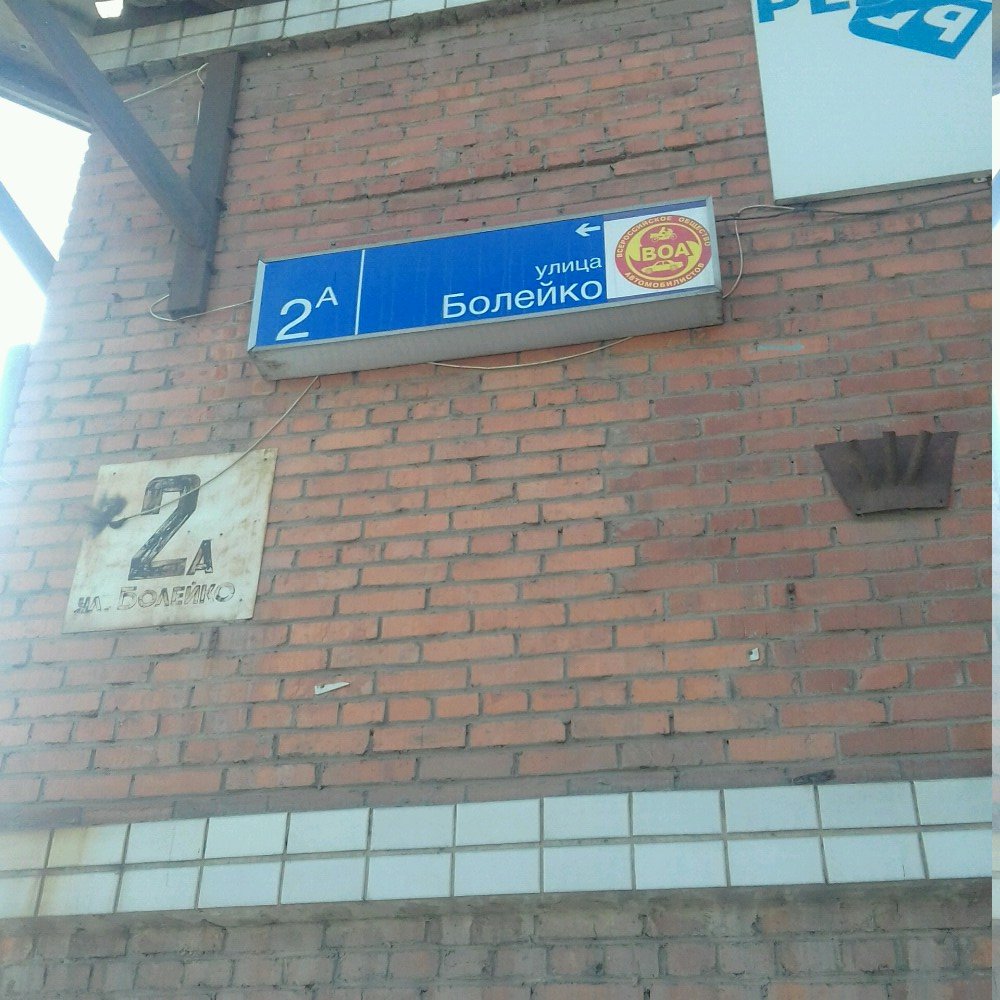 ←
улица
2А Болейко
ВСЕРОССИЙСКОЕ ОБЩЕСТВО
ВОА
АВТОМОБИЛИСТОВ
2А
УЛ. БОЛЕЙКО.